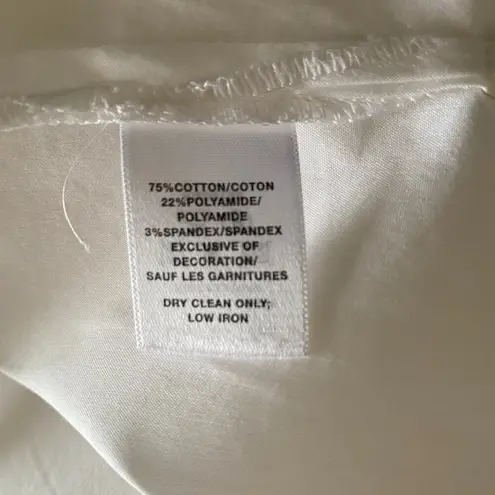 75%COTTON/COTON
22%POLYAMIDE/
POLYAMIDE
3%SPANDEX/SPANDEX
EXCLUSIVE OF
DECORATION/
SAUF LES GARNITURES
DRY CLEAN ONLY;
LOW IRON